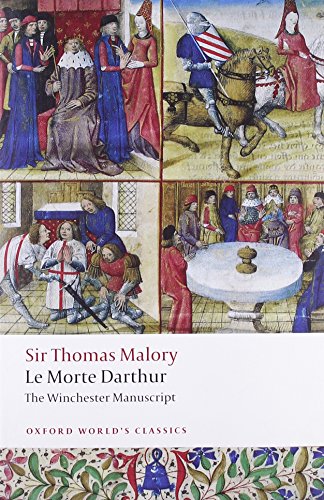 Sir Thomas Malory
Le Morte Darthur
The Winchester Manuscript
OXFORD WORLD'S CLASSICS